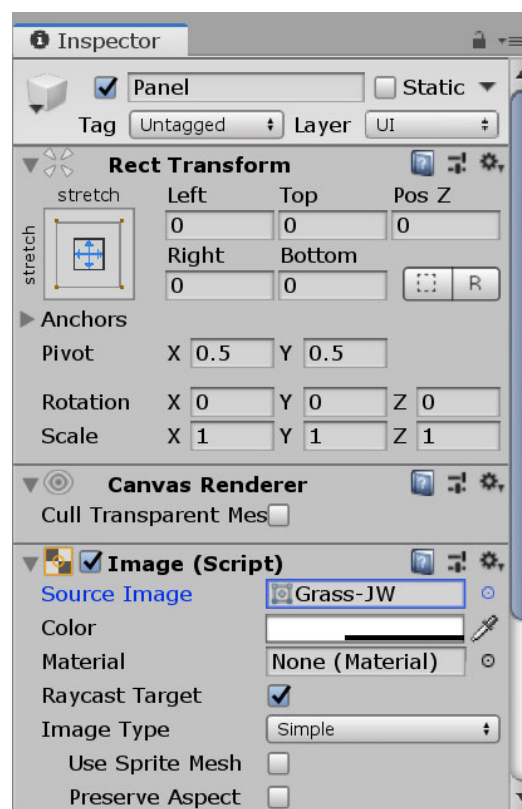 Inspector
Panel Static
Tag Untagged Layer UI
Rect Transform
stretch Left Top Pos Z
stretch 0 0 0
Right Bottom
0 0 R
Anchors
Pivot X 0.5 Y 0.5
Rotation X 0 Y 0 Z 0
Scale X 1 Y 1 Z 1
Canvas Renderer
Cull Transparent Mes
Image (Script)
Source Image Grass-JW
Color
Material None (Material)
Raycast Target
Image Type Simple
Use Sprite Mesh
Preserve Aspect